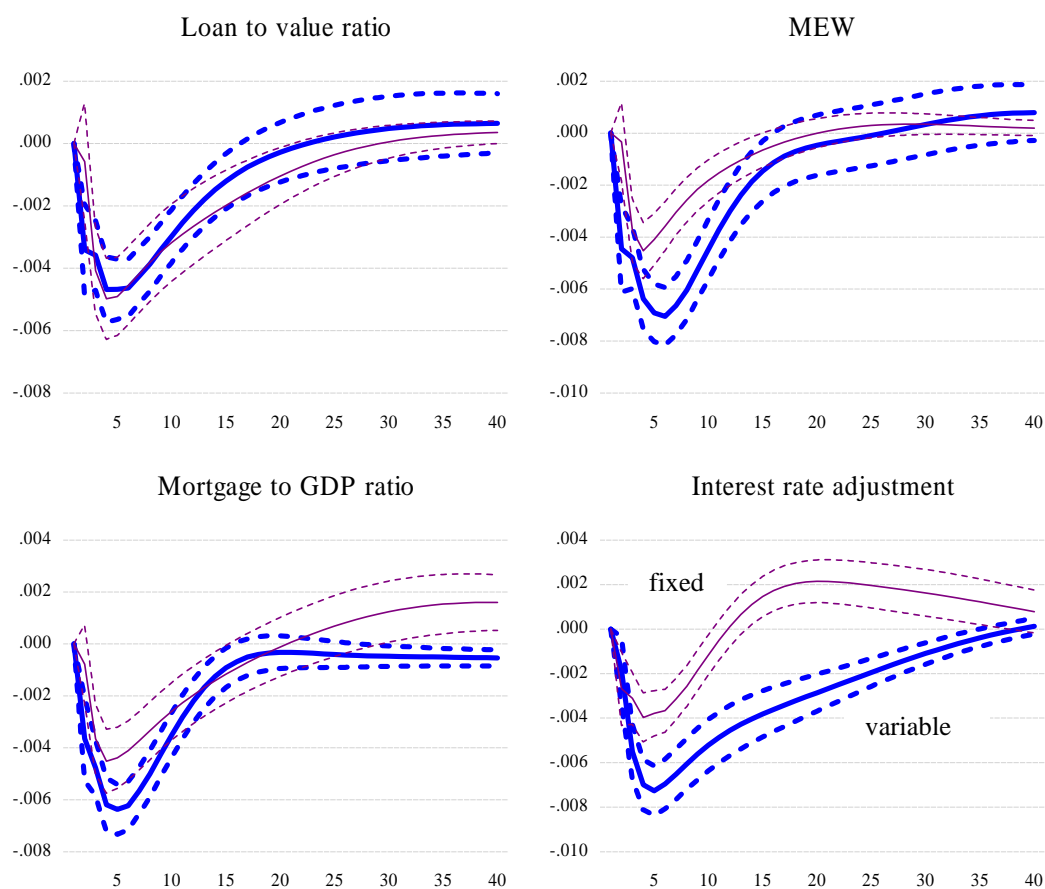 Loan to value ratio
MEW
.002
.000
-.002
-.004
-.006
-.008
5 10 15 20 25 30 35 40
.002
.000
-.002
-.004
-.006
-.008
-.010
5 10 15 20 25 30 35 40
Mortgage to GDP ratio
Interest rate adjustment
.004
.002
.000
-.002
-.004
-.006
-.008
5 10 15 20 25 30 35 40
.004
.002
.000
-.002
-.004
-.006
-.008
-.010
fixed
variable
5 10 15 20 25 30 35 40